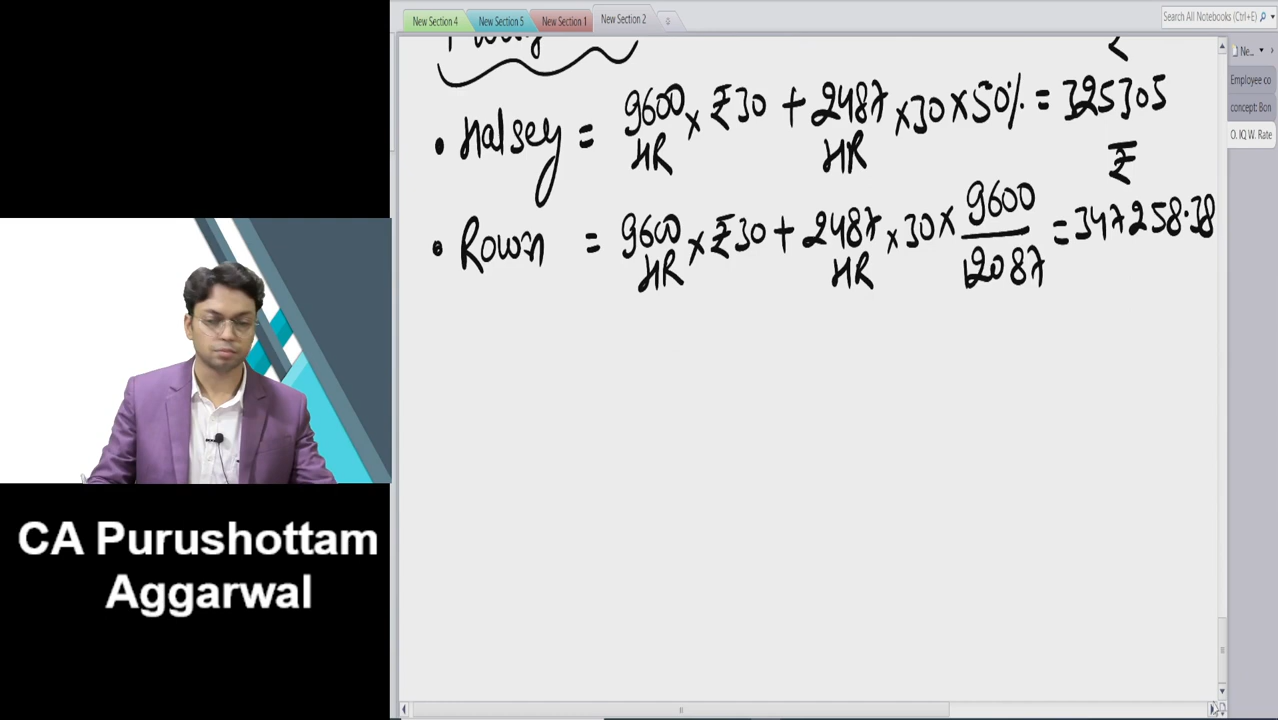 New Section 4 New Section 5 New Section 1 New Section 2
Search All Notebooks (Ctrl+E)
Ne...
Employee co
concept: Bon
O. IQ W. Rate
• Halsey = 9600 HR × ₹30 + 2487 HR × 30 × 50% = 325305
₹
• Rown = 9600 HR × ₹30 + 2487 HR × 30 × 9600/12087 = 347258.38
CA Purushottam
Aggarwal